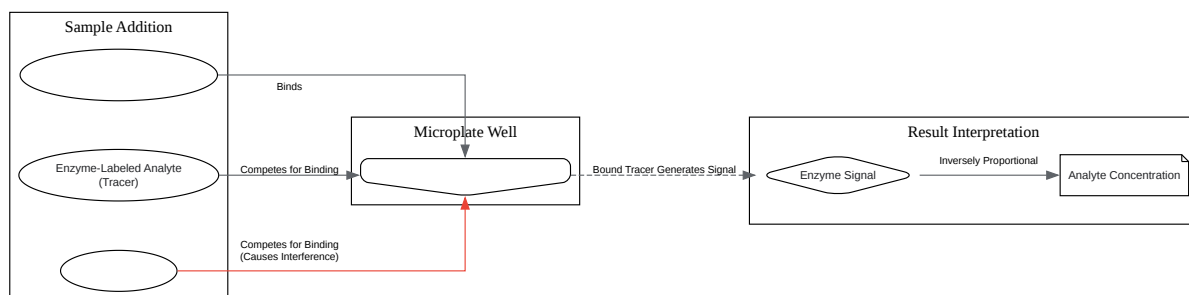 Sample Addition
Binds
Microplate Well
Result Interpretation
Enzyme-Labeled Analyte
(Tracer)
Competes for Binding
Bound Tracer Generates Signal
Enzyme Signal
Inversely Proportional
Analyte Concentration
Competes for Binding
(Causes Interference)